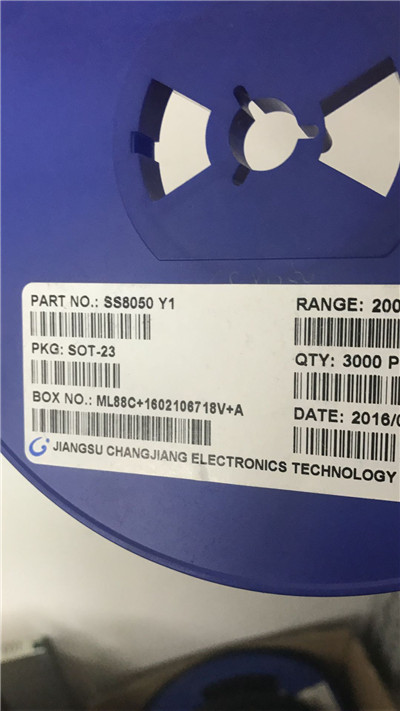 PART NO.: SS8050 Y1
RANGE: 200
PKG: SOT-23
QTY: 3000 P
BOX NO.: ML88C+1602106718V+A
DATE: 2016/0
JIANGSU CHANGJIANG ELECTRONICS TECHNOLOGY